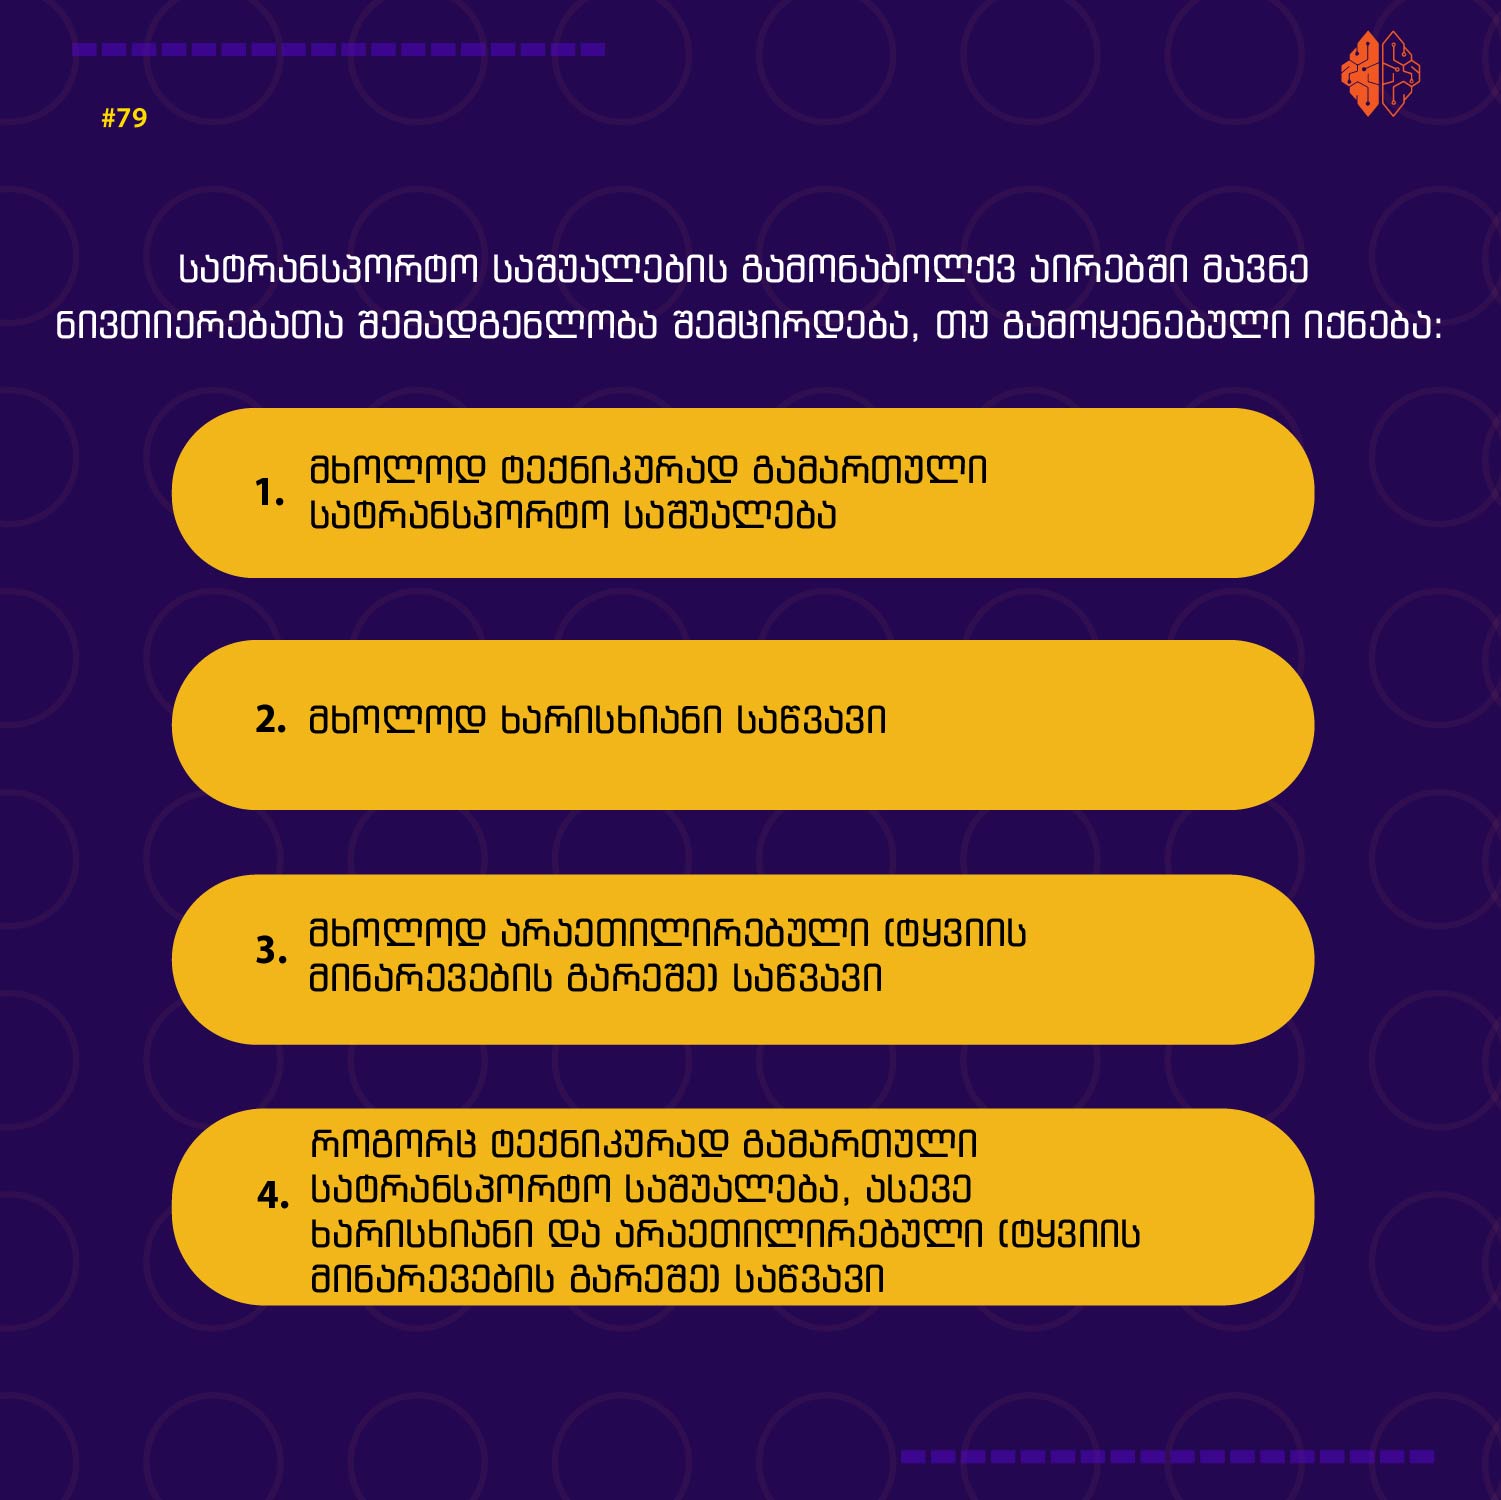 #79
სატრანსპორტო საშუალების გამონაბოლქვ აირებში მავნე
ნივთიერებათა შემადგენლობა შემცირდება, თუ გამოყენებული იქნება:
1. მხოლოდ ტექნიკურად გამართული
სატრანსპორტო საშუალება
2. მხოლოდ ხარისხიანი საწვავი
3. მხოლოდ არაეთილირებული (ტყვიის
მინარევების გარეშე) საწვავი
4. როგორც ტექნიკურად გამართული
სატრანსპორტო საშუალება, ასევე
ხარისხიანი და არაეთილირებული (ტყვიის
მინარევების გარეშე) საწვავი